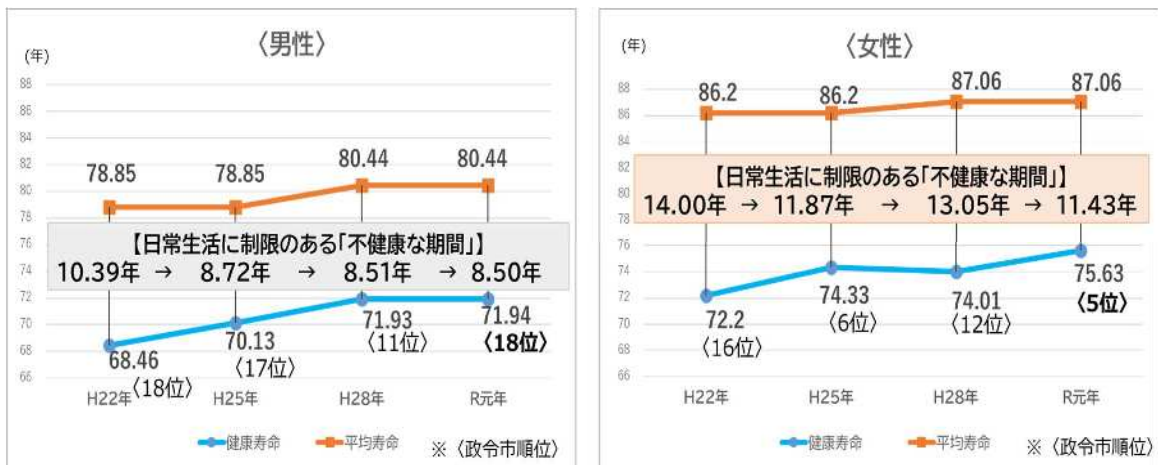 〈男性〉
(年)
88
86
84
82
80
78
74
72
70
68
66
78.85
78.85
80.44
80.44
【日常生活に制限のある「不健康な期間」】
10.39年 → 8.72年 → 8.51年 → 8.50年
68.46
〈18位〉
70.13
〈17位〉
71.93
〈11位〉
71.94
〈18位〉
H22年 H25年 H28年 R元年
健康寿命 平均寿命 ※〈政令市順位〉
〈女性〉
(年)
88
86
84
82
80
78
76
74
72
70
68
66
86.2
86.2
87.06
87.06
【日常生活に制限のある「不健康な期間」】
14.00年 → 11.87年 → 13.05年 → 11.43年
72.2
〈16位〉
74.33
〈6位〉
74.01
〈12位〉
75.63
〈5位〉
H22年 H25年 H28年 R元年
健康寿命 平均寿命 ※〈政令市順位〉